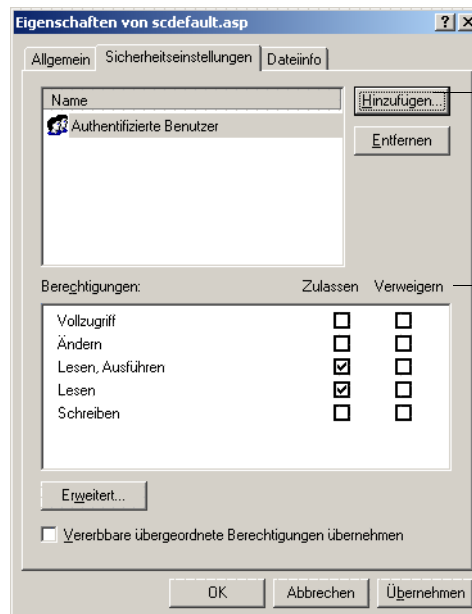 Eigenschaften von scdefault.asp
Allgemein Sicherheitseinstellungen Dateiinfo
Name
Hinzufügen...
Authentifizierte Benutzer
Entfernen
Berechtigungen: Zulassen Verweigern
Vollzugriff
Ändern
Lesen, Ausführen
Lesen
Schreiben
Erweitert...
Vererbbare übergeordnete Berechtigungen übernehmen
OK Abbrechen Übernehmen